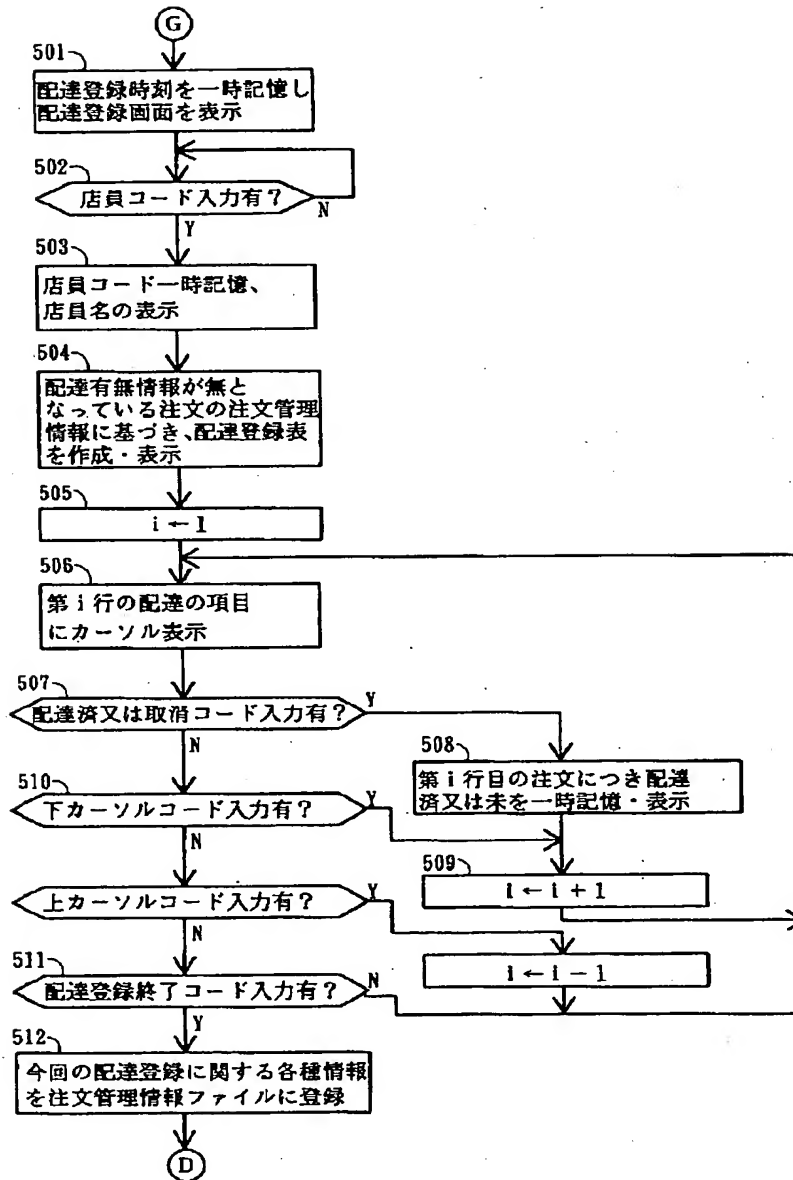 G
501
配達登録時刻を一時記憶し
配達登録画面を表示
502
店員コード入力有？
N
Y
503
店員コード一時記憶、
店員名の表示
504
配達有無情報が無と
なっている注文の注文管理
情報に基づき、配達登録表
を作成・表示
505
i ← 1
506
第ｉ行の配達の項目
にカーソル表示
507
配達済又は取消コード入力有？
Y
N
508
第ｉ行目の注文につき配達
済又は未を一時記憶・表示
510
下カーソルコード入力有？
Y
N
509
i ← i + 1
上カーソルコード入力有？
Y
N
i ← i − 1
511
配達登録終了コード入力有？
N
Y
512
今回の配達登録に関する各種情報
を注文管理情報ファイルに登録
D